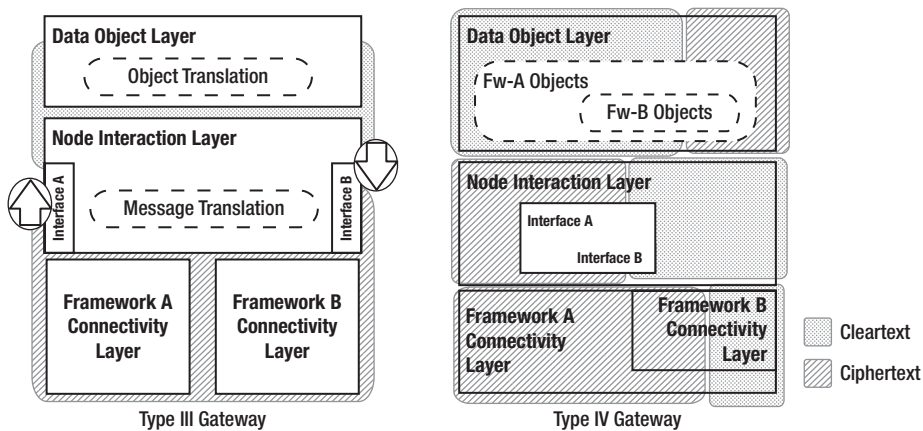 Data Object Layer
Object Translation
Node Interaction Layer
Interface A
Message Translation
Interface B
Framework A
Connectivity
Layer
Framework B
Connectivity
Layer
Type III Gateway
Data Object Layer
Fw-A Objects
Fw-B Objects
Node Interaction Layer
Interface A
Interface B
Framework A
Connectivity
Layer
Framework B
Connectivity
Layer
Type IV Gateway
Cleartext
Ciphertext